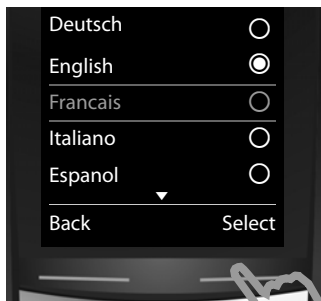 Deutsch
English
Francais
Italiano
Espanol
Back Select